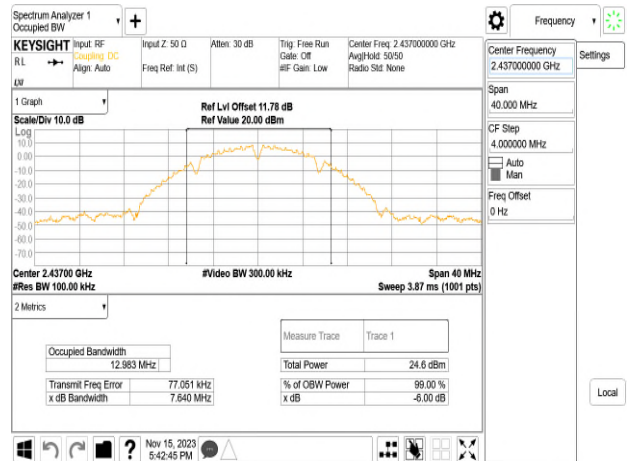 Spectrum Analyzer 1
Occupied BW
Frequency
KEYSIGHT
RL
Input: RF
Coupling: DC
Align: Auto
Input Z: 50 Ω
Freq Ref: Int (S)
Atten: 30 dB
Trig: Free Run
Gate: Off
#IF Gain: Low
Center Freq: 2.437000000 GHz
Avg|Hold: 50/50
Radio Std: None
Center Frequency
2.437000000 GHz
Settings
Span
40.000 MHz
CF Step
4.000000 MHz
Auto
Man
Freq Offset
0 Hz
1 Graph
Scale/Div 10.0 dB
Ref Lvl Offset 11.78 dB
Ref Value 20.00 dBm
Log
10.0
0.00
-10.0
-20.0
-30.0
-40.0
-50.0
-60.0
-70.0
Center 2.43700 GHz
#Res BW 100.00 kHz
#Video BW 300.00 kHz
Span 40 MHz
Sweep 3.87 ms (1001 pts)
2 Metrics
Measure Trace
Trace 1
Occupied Bandwidth
12.983 MHz
Total Power
24.6 dBm
Transmit Freq Error
77.051 kHz
% of OBW Power
99.00 %
x dB Bandwidth
7.640 MHz
x dB
-6.00 dB
Local
?
Nov 15, 2023
5:42:45 PM